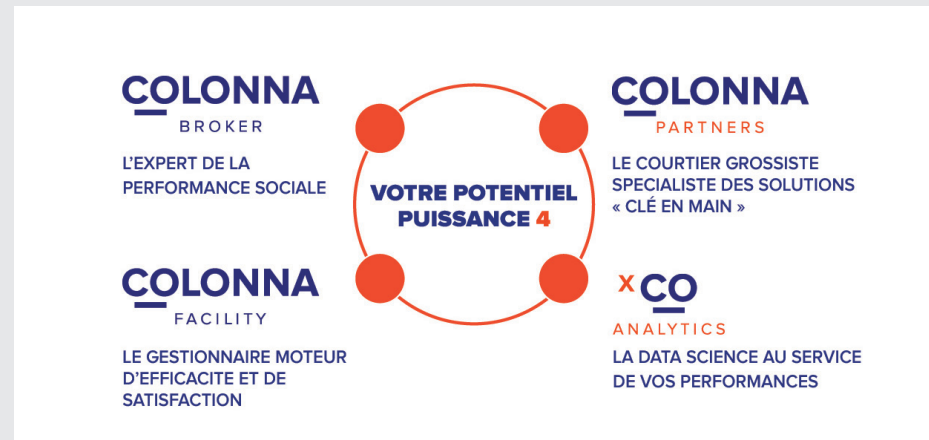 COLONNA
BROKER
L'EXPERT DE LA
PERFORMANCE SOCIALE
COLONNA
PARTNERS
LE COURTIER GROSSISTE
SPECIALISTE DES SOLUTIONS
« CLÉ EN MAIN »
VOTRE POTENTIEL
PUISSANCE 4
COLONNA
FACILITY
LE GESTIONNAIRE MOTEUR
D'EFFICACITE ET DE
SATISFACTION
X CO
ANALYTICS
LA DATA SCIENCE AU SERVICE
DE VOS PERFORMANCES